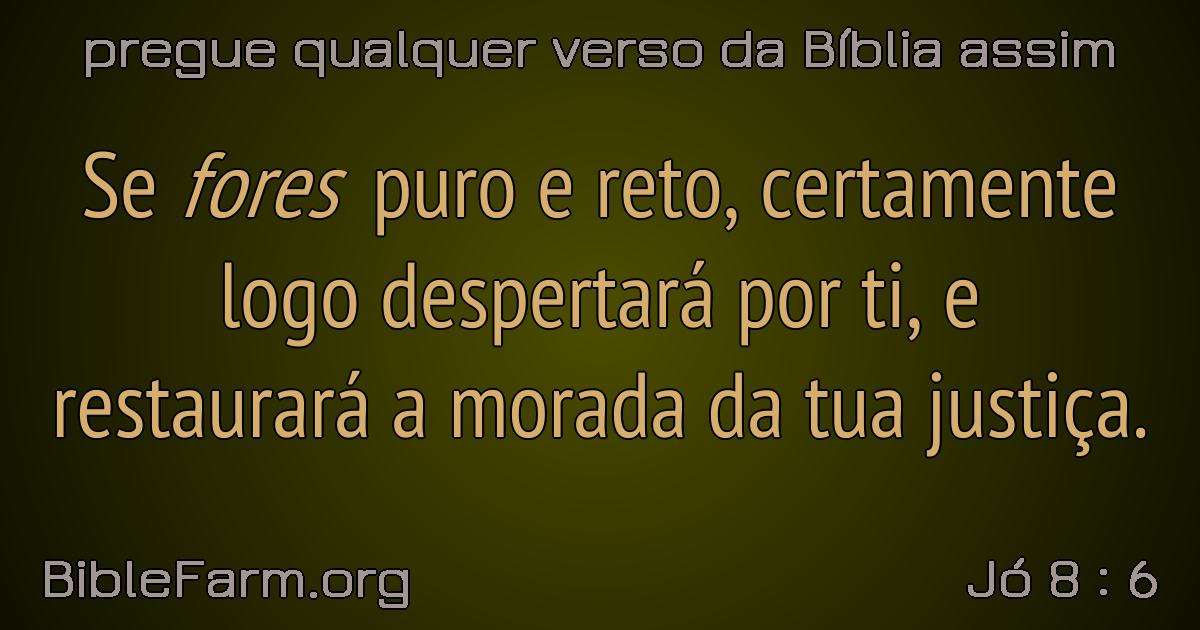 pregue qualquer verso da Bíblia assim
Se fores puro e reto, certamente
logo despertará por ti, e
restaurará a morada da tua justiça.
BibleFarm.org
Jó 8 : 6